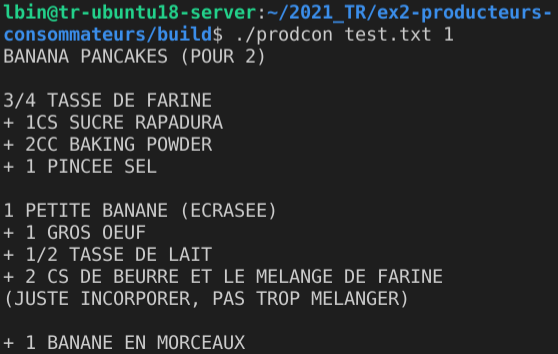 lbin@tr-ubuntu18-server:~/2021_TR/ex2-producteurs-
consommateurs/build$ ./prodcon test.txt 1
BANANA PANCAKES (POUR 2)
3/4 TASSE DE FARINE
+ 1CS SUCRE RAPADURA
+ 2CC BAKING POWDER
+ 1 PINCEE SEL
1 PETITE BANANE (ECRASEE)
+ 1 GROS OEUF
+ 1/2 TASSE DE LAIT
+ 2 CS DE BEURRE ET LE MELANGE DE FARINE
(JUSTE INCORPORER, PAS TROP MELANGER)
+ 1 BANANE EN MORCEAUX